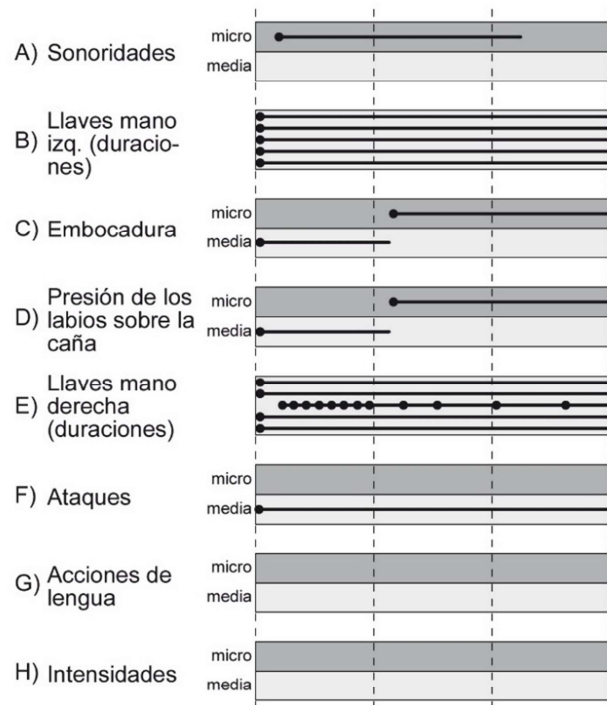 micro
A) Sonoridades
media
Llaves mano
B) izq. (duracio-
nes)
micro
C) Embocadura
media
Presión de los
micro
D) labios sobre la
media
caña
Llaves mano
E) derecha
(duraciones)
micro
F) Ataques
media
micro
G) Acciones de
lengua
media
micro
H) Intensidades
media